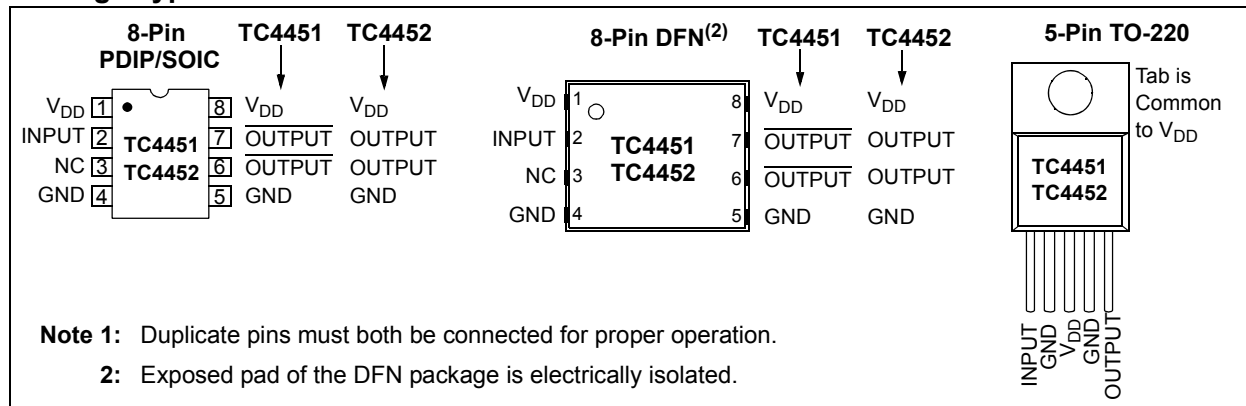 8-Pin
PDIP/SOIC
TC4451 TC4452
VDD 1 8 VDD VDD
INPUT 2 7 OUTPUT OUTPUT
NC 3 6 OUTPUT OUTPUT
GND 4 5 GND GND
TC4451
TC4452
8-Pin DFN(2) TC4451 TC4452
VDD 1 8 VDD VDD
INPUT 2 7 OUTPUT OUTPUT
NC 3 6 OUTPUT OUTPUT
GND 4 5 GND GND
TC4451
TC4452
5-Pin TO-220
Tab is
Common
to VDD
TC4451
TC4452
INPUT
GND
VDD
GND
OUTPUT
Note 1: Duplicate pins must both be connected for proper operation.
2: Exposed pad of the DFN package is electrically isolated.